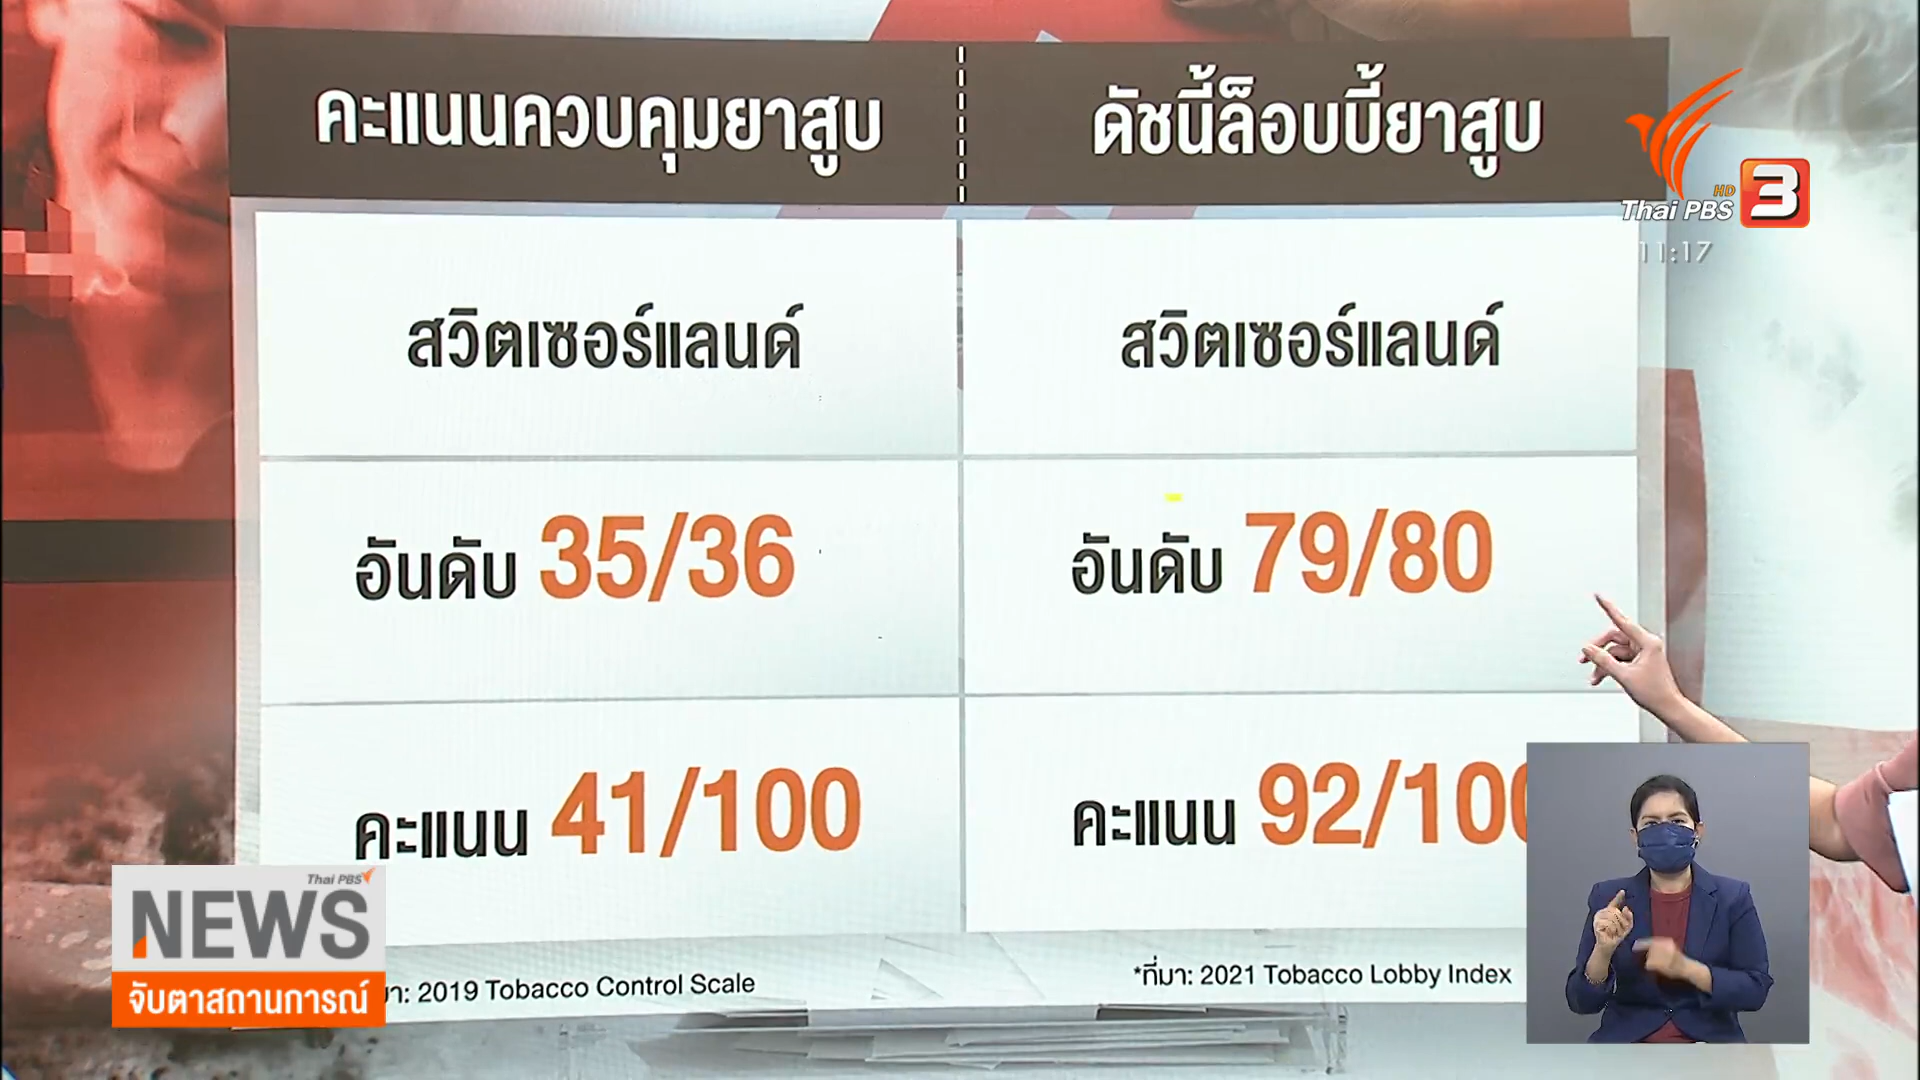 คะแนนควบคุมยาสูบ
ดัชนี้ล็อบบี้ยาสูบ
HD
Thai PBS 3
11:17
สวิตเซอร์แลนด์
สวิตเซอร์แลนด์
อันดับ 35/36
อันดับ 79/80
คะแนน 41/100
คะแนน 92/100
Thai PBS
NEWS
จับตาสถานการณ์
มา: 2019 Tobacco Control Scale
*ที่มา: 2021 Tobacco Lobby Index